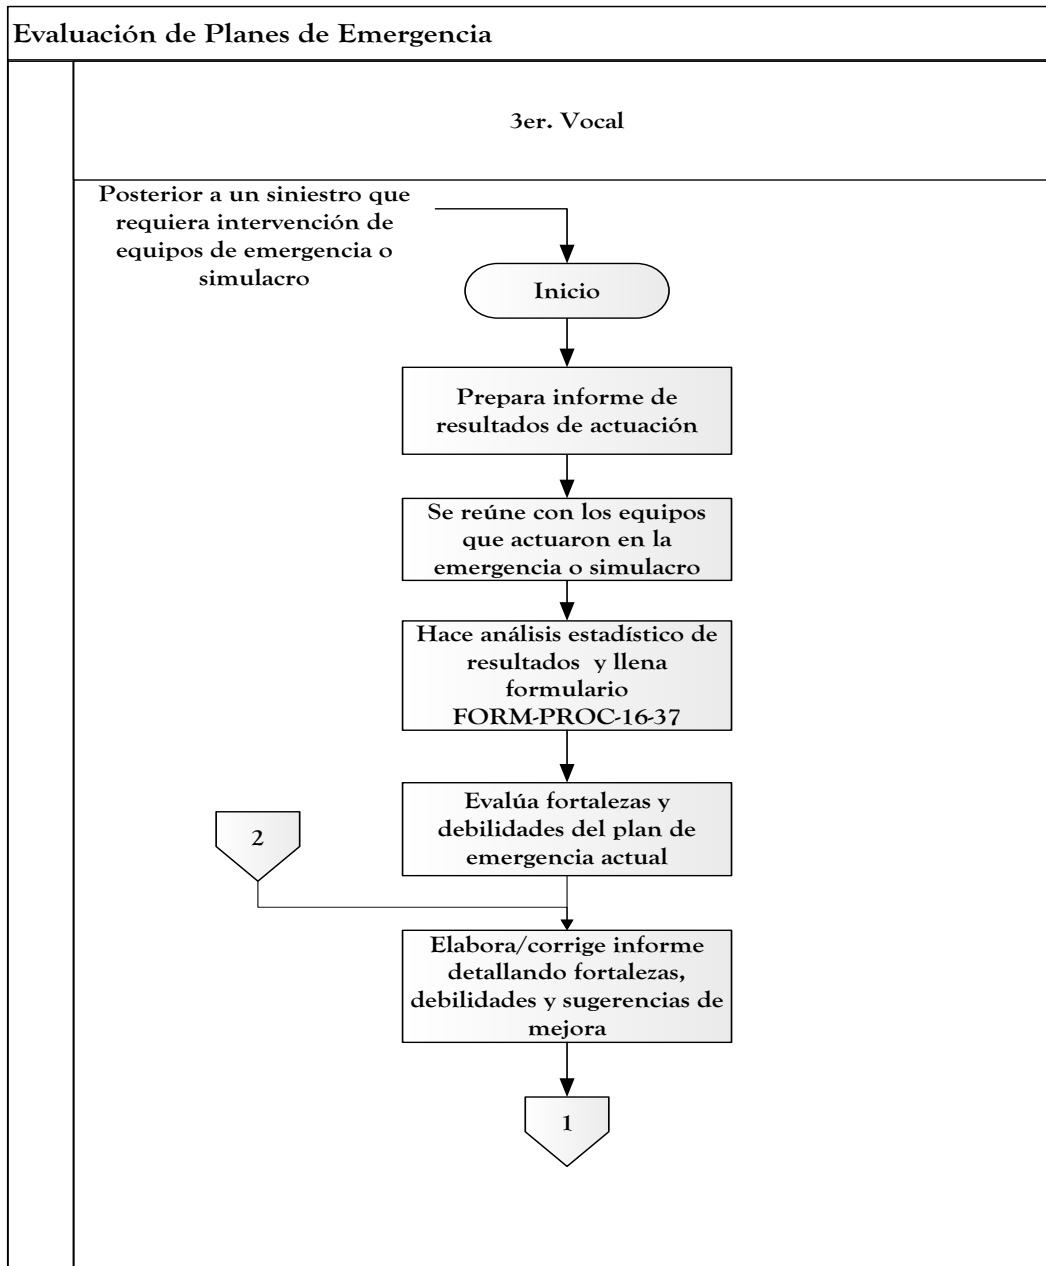 Evaluación de Planes de Emergencia
3er. Vocal
Posterior a un siniestro que
requiera intervención de
equipos de emergencia o
simulacro
Inicio
Prepara informe de
resultados de actuación
Se reúne con los equipos
que actuaron en la
emergencia o simulacro
Hace análisis estadístico de
resultados  y llena
formulario
FORM-PROC-16-37
Evalúa fortalezas y
debilidades del plan de
emergencia actual
2
Elabora/corrige informe
detallando fortalezas,
debilidades y sugerencias de
mejora
1